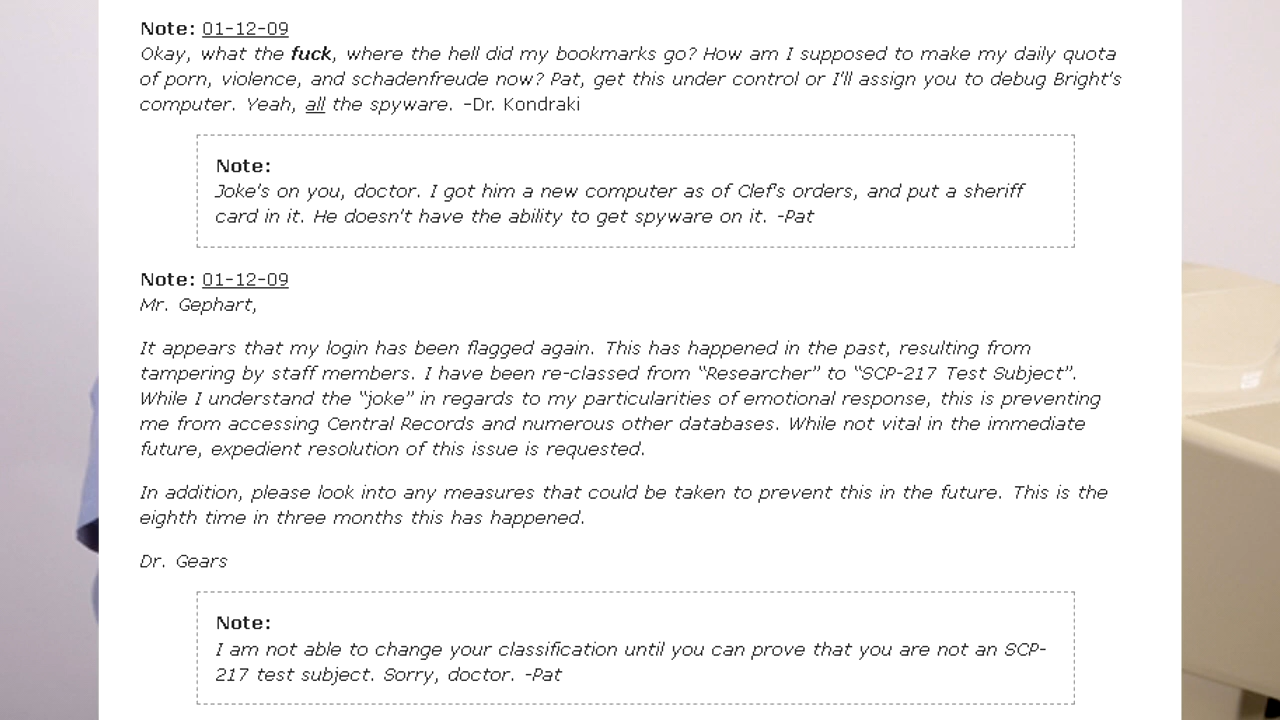 Note: 01-12-09
Okay, what the fuck, where the hell did my bookmarks go? How am I supposed to make my daily quota
of porn, violence, and schadenfreude now? Pat, get this under control or I'll assign you to debug Bright's
computer. Yeah, all the spyware. -Dr. Kondraki
Note:
Joke's on you, doctor. I got him a new computer as of Clef's orders, and put a sheriff
card in it. He doesn't have the ability to get spyware on it. -Pat
Note: 01-12-09
Mr. Gephart,
It appears that my login has been flagged again. This has happened in the past, resulting from
tampering by staff members. I have been re-classed from “Researcher” to “SCP-217 Test Subject”.
While I understand the “joke” in regards to my particularities of emotional response, this is preventing
me from accessing Central Records and numerous other databases. While not vital in the immediate
future, expedient resolution of this issue is requested.
In addition, please look into any measures that could be taken to prevent this in the future. This is the
eighth time in three months this has happened.
Dr. Gears
Note:
I am not able to change your classification until you can prove that you are not an SCP-
217 test subject. Sorry, doctor. -Pat